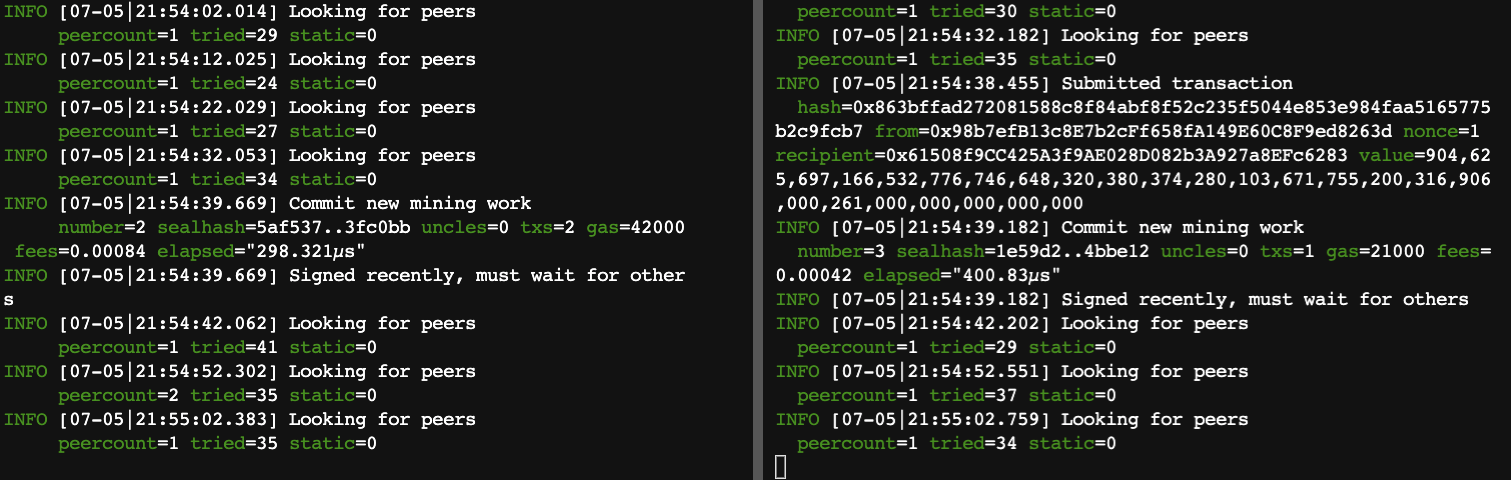 INFO [07-05|21:54:02.014] Looking for peers
peercount=1 tried=29 static=0
INFO [07-05|21:54:12.025] Looking for peers
peercount=1 tried=24 static=0
INFO [07-05|21:54:22.029] Looking for peers
peercount=1 tried=27 static=0
INFO [07-05|21:54:32.053] Looking for peers
peercount=1 tried=34 static=0
INFO [07-05|21:54:39.669] Commit new mining work
number=2 sealhash=5af537..3fc0bb uncles=0 txs=2 gas=42000
fees=0.00084 elapsed="298.321µs"
INFO [07-05|21:54:39.669] Signed recently, must wait for other
s
INFO [07-05|21:54:42.062] Looking for peers
peercount=1 tried=41 static=0
INFO [07-05|21:54:52.302] Looking for peers
peercount=2 tried=35 static=0
INFO [07-05|21:55:02.383] Looking for peers
peercount=1 tried=35 static=0
peercount=1 tried=30 static=0
INFO [07-05|21:54:32.182] Looking for peers
peercount=1 tried=35 static=0
INFO [07-05|21:54:38.455] Submitted transaction
hash=0x863bffad272081588c8f84abf8f52c235f5044e853e984faa5165775
b2c9fcb7 from=0x98b7efB13c8E7b2cFf658fA149E60C8F9ed8263d nonce=1
recipient=0x61508f9CC425A3f9AE028D082b3A927a8EFc6283 value=904,62
5,697,166,532,776,746,648,320,380,374,280,103,671,755,200,316,906
,000,261,000,000,000,000,000
INFO [07-05|21:54:39.182] Commit new mining work
number=3 sealhash=1e59d2..4bbe12 uncles=0 txs=1 gas=21000 fees=
0.00042 elapsed="400.83µs"
INFO [07-05|21:54:39.182] Signed recently, must wait for others
INFO [07-05|21:54:42.202] Looking for peers
peercount=1 tried=29 static=0
INFO [07-05|21:54:52.551] Looking for peers
peercount=1 tried=37 static=0
INFO [07-05|21:55:02.759] Looking for peers
peercount=1 tried=34 static=0